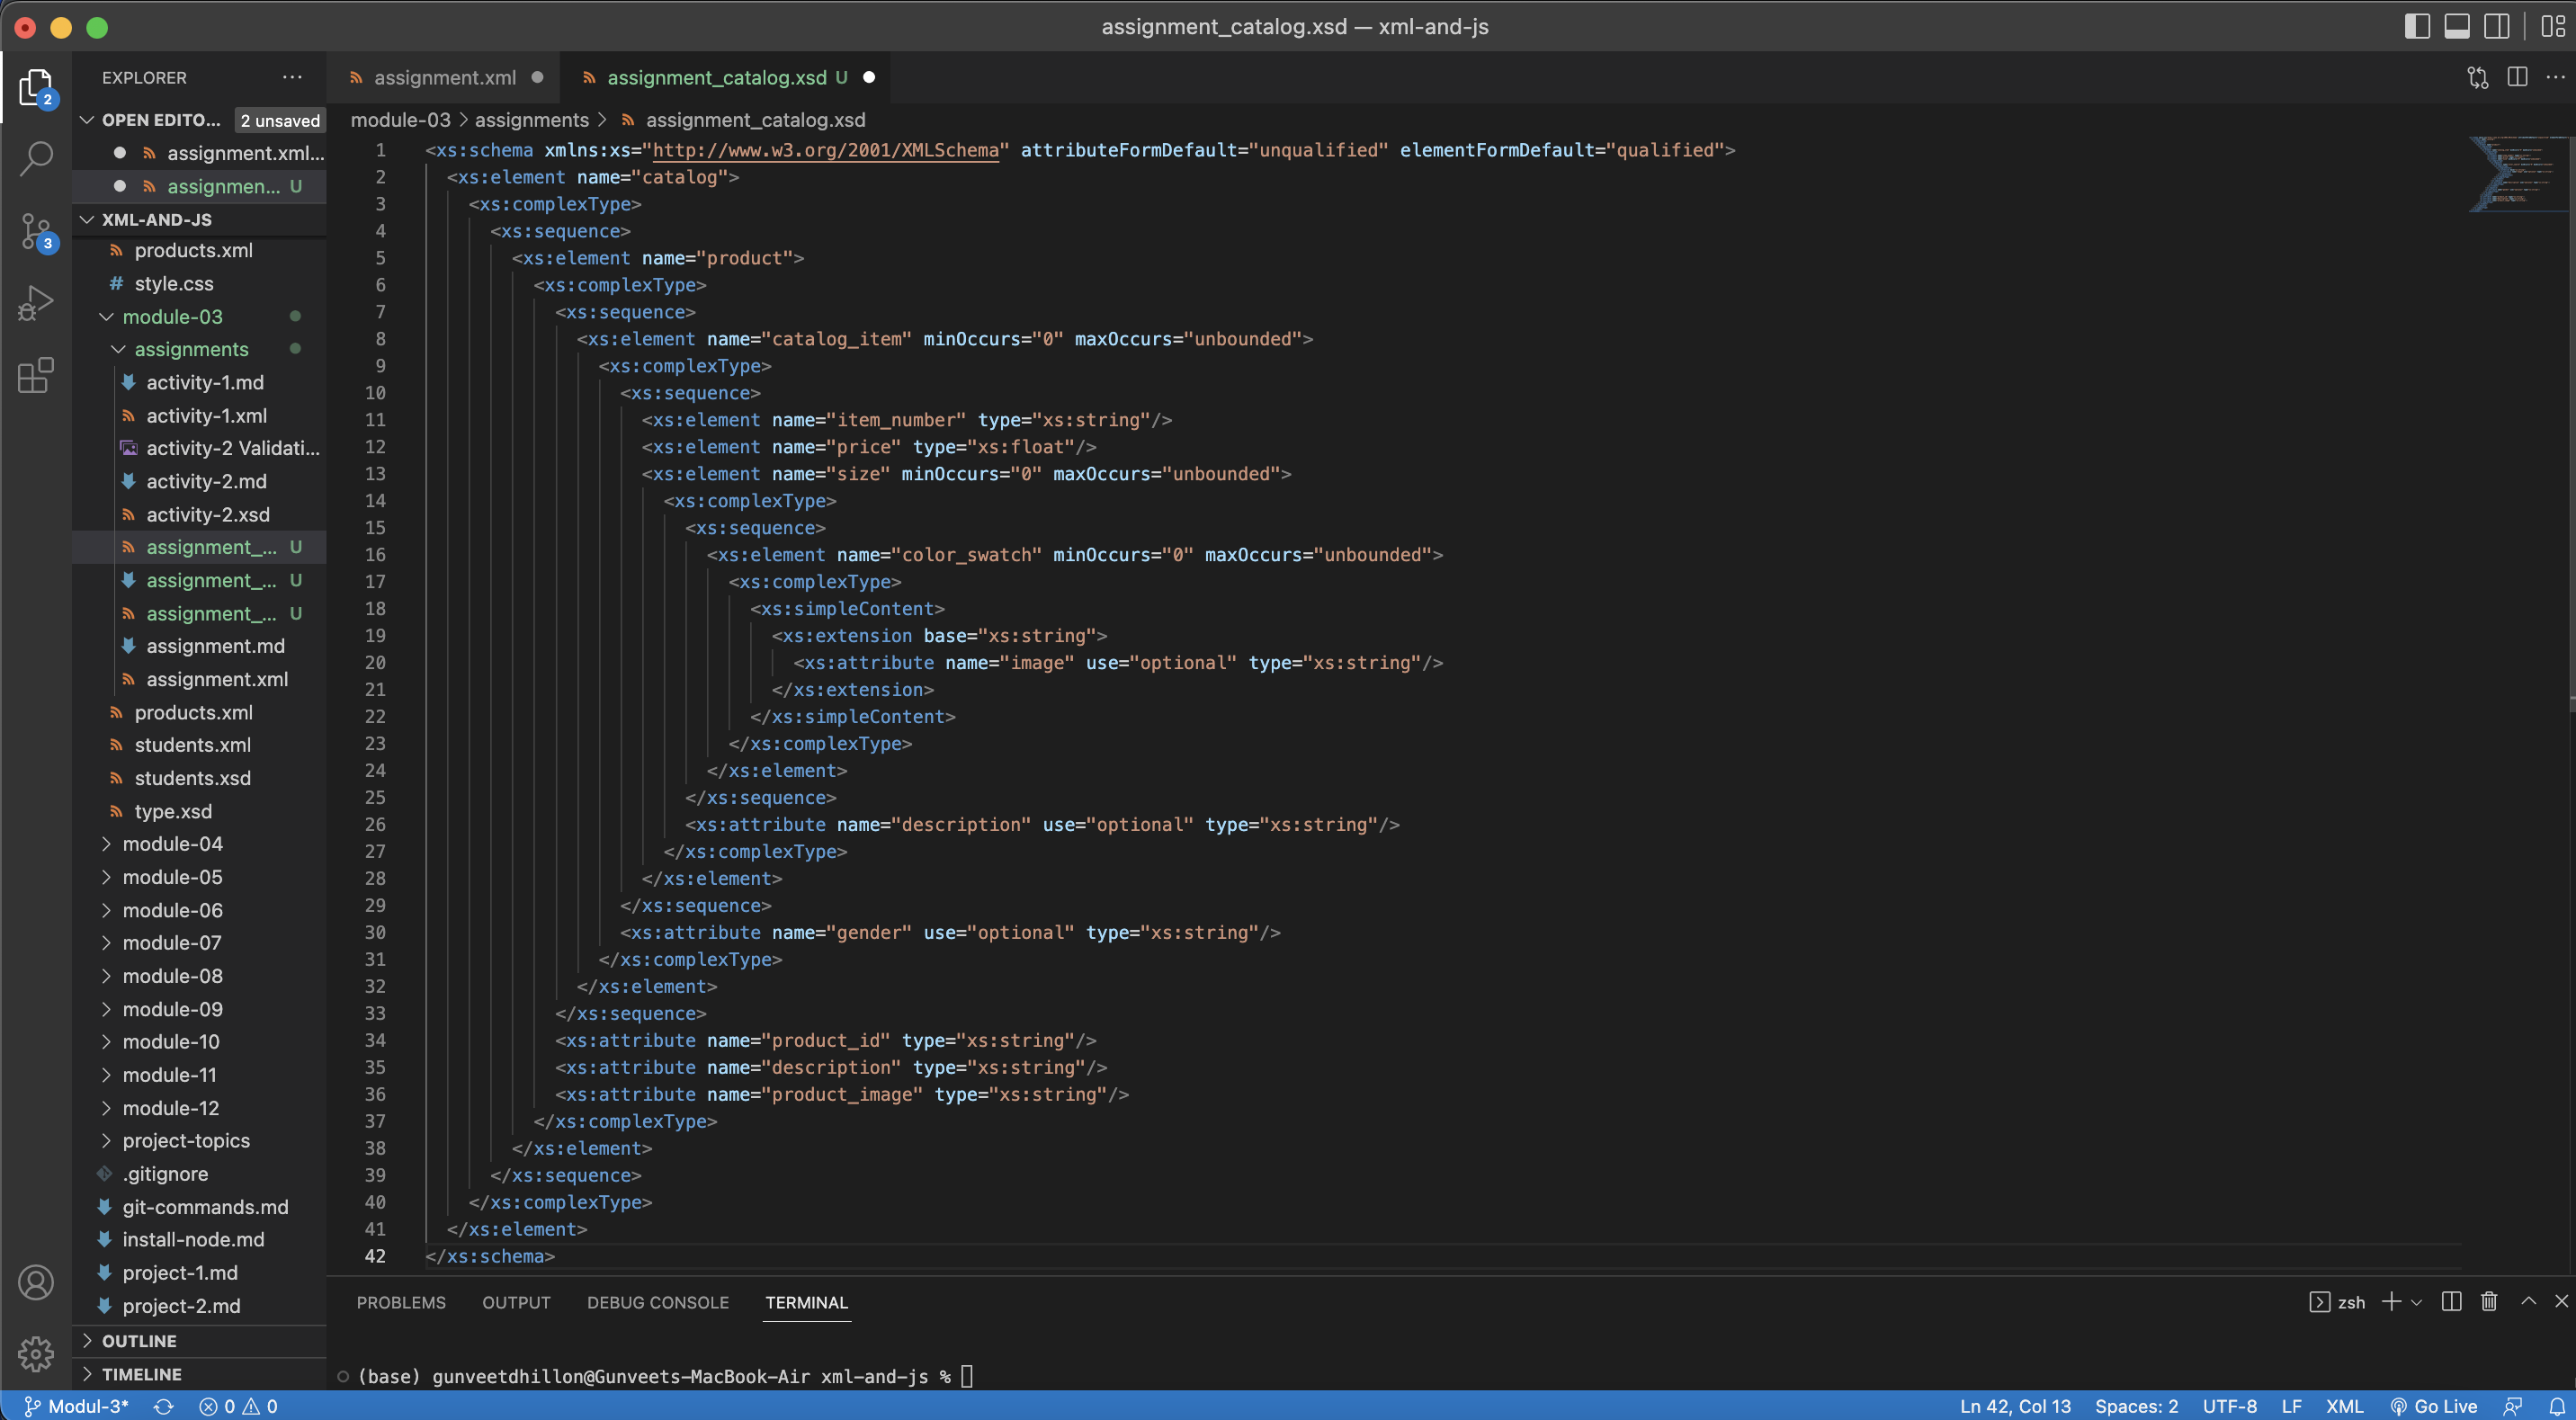 assignment_catalog.xsd — xml-and-js
EXPLORER
OPEN EDITO... 2 unsaved
assignment.xml...
assignmen... U
XML-AND-JS
products.xml
# style.css
module-03
assignments
activity-1.md
activity-1.xml
activity-2 Validati...
activity-2.md
activity-2.xsd
assignment_... U
assignment_... U
assignment_... U
assignment.md
assignment.xml
products.xml
students.xml
students.xsd
type.xsd
module-04
module-05
module-06
module-07
module-08
module-09
module-10
module-11
module-12
project-topics
.gitignore
git-commands.md
install-node.md
project-1.md
project-2.md
OUTLINE
TIMELINE
2
3
assignment.xml
assignment_catalog.xsd U
module-03 > assignments > assignment_catalog.xsd
1 <xs:schema xmlns:xs="http://www.w3.org/2001/XMLSchema" attributeFormDefault="unqualified" elementFormDefault="qualified">
2 <xs:element name="catalog">
3 <xs:complexType>
4 <xs:sequence>
5 <xs:element name="product">
6 <xs:complexType>
7 <xs:sequence>
8 <xs:element name="catalog_item" minOccurs="0" maxOccurs="unbounded">
9 <xs:complexType>
10 <xs:sequence>
11 <xs:element name="item_number" type="xs:string"/>
12 <xs:element name="price" type="xs:float"/>
13 <xs:element name="size" minOccurs="0" maxOccurs="unbounded">
14 <xs:complexType>
15 <xs:sequence>
16 <xs:element name="color_swatch" minOccurs="0" maxOccurs="unbounded">
17 <xs:complexType>
18 <xs:simpleContent>
19 <xs:extension base="xs:string">
20 <xs:attribute name="image" use="optional" type="xs:string"/>
21 </xs:extension>
22 </xs:simpleContent>
23 </xs:complexType>
24 </xs:element>
25 </xs:sequence>
26 <xs:attribute name="description" use="optional" type="xs:string"/>
27 </xs:complexType>
28 </xs:element>
29 </xs:sequence>
30 <xs:attribute name="gender" use="optional" type="xs:string"/>
31 </xs:complexType>
32 </xs:element>
33 </xs:sequence>
34 <xs:attribute name="product_id" type="xs:string"/>
35 <xs:attribute name="description" type="xs:string"/>
36 <xs:attribute name="product_image" type="xs:string"/>
37 </xs:complexType>
38 </xs:element>
39 </xs:sequence>
40 </xs:complexType>
41 </xs:element>
42 </xs:schema>
PROBLEMS OUTPUT DEBUG CONSOLE TERMINAL zsh
(base) gunveetdhillon@Gunveets-MacBook-Air xml-and-js %
Modul-3* 0 0 Ln 42, Col 13 Spaces: 2 UTF-8 LF XML Go Live